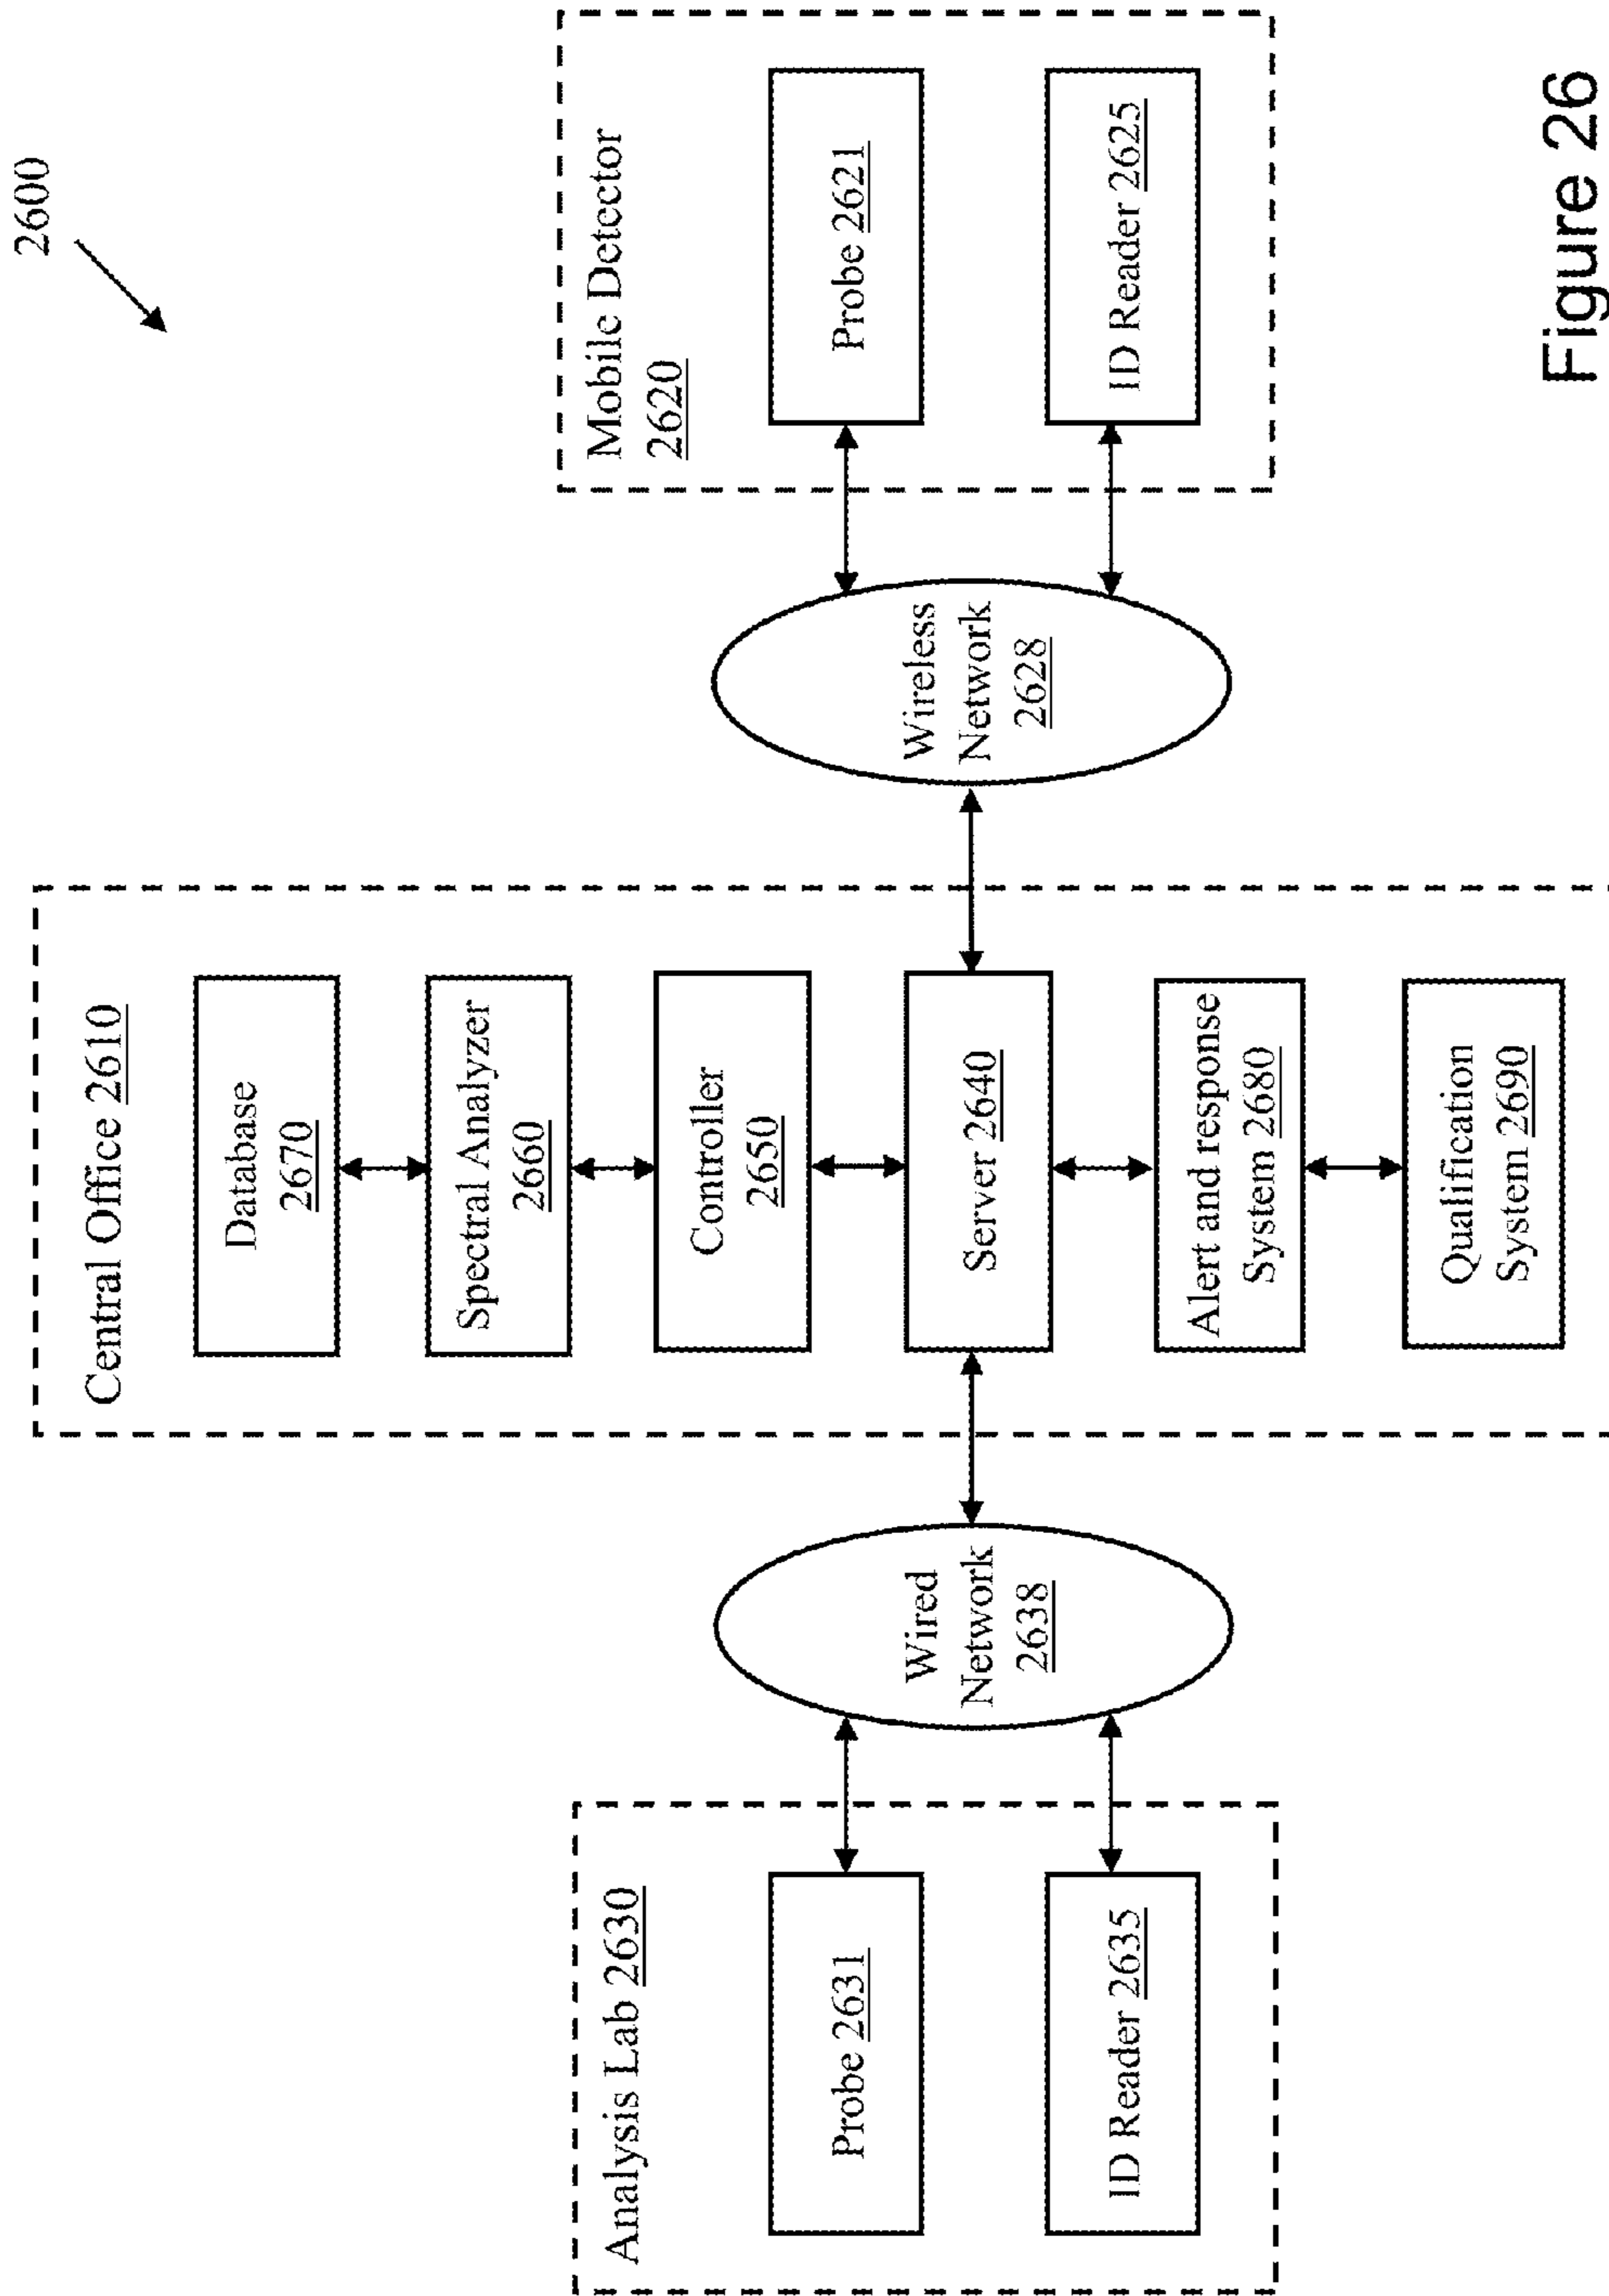 2600
Central Office 2610
Database
2670
Spectral Analyzer
2660
Controller
2650
Server 2640
Alert and response
System 2680
Qualification
System 2690
Analysis Lab 2630
Probe 2631
ID Reader 2635
Wired
Network
2638
Wireless
Network
2628
Mobile Detector
2620
Probe 2621
ID Reader 2625
Figure 26